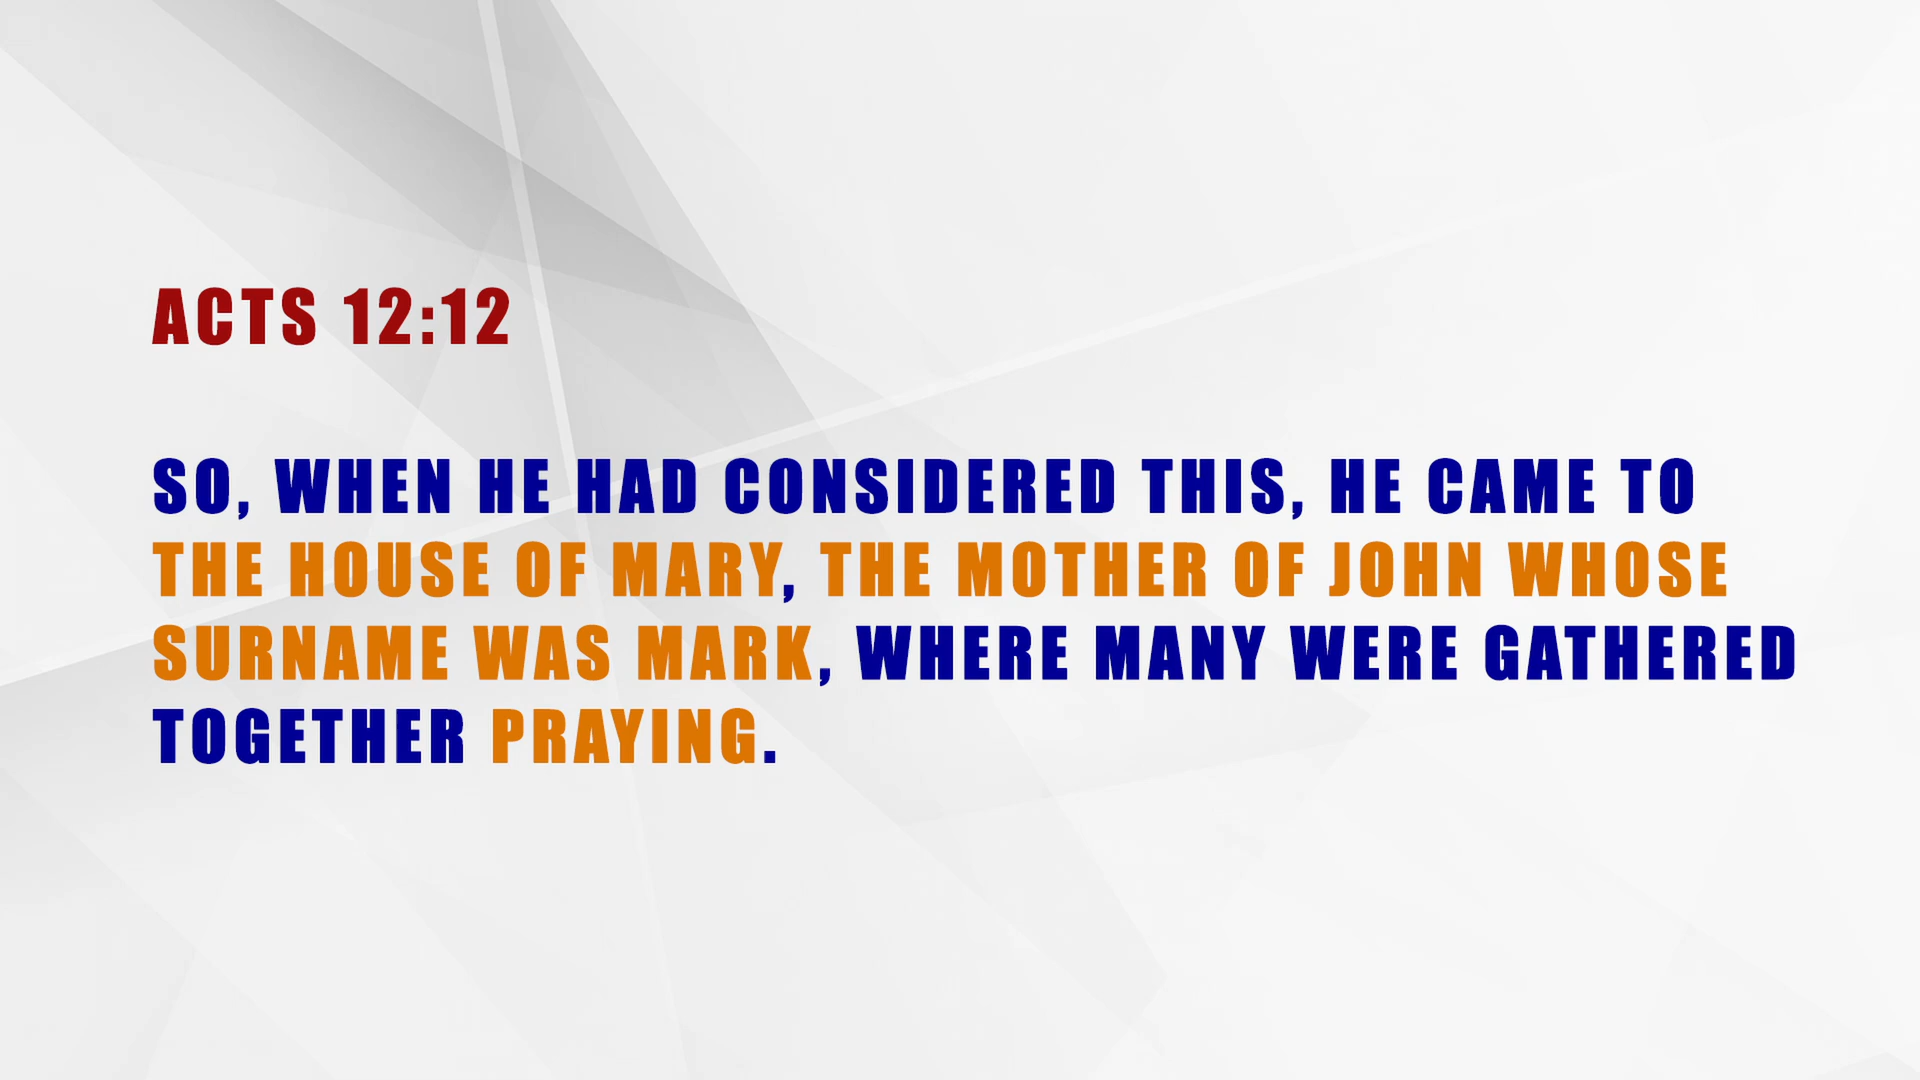 ACTS 12:12
SO, WHEN HE HAD CONSIDERED THIS, HE CAME TO
THE HOUSE OF MARY, THE MOTHER OF JOHN WHOSE
SURNAME WAS MARK, WHERE MANY WERE GATHERED
TOGETHER PRAYING.